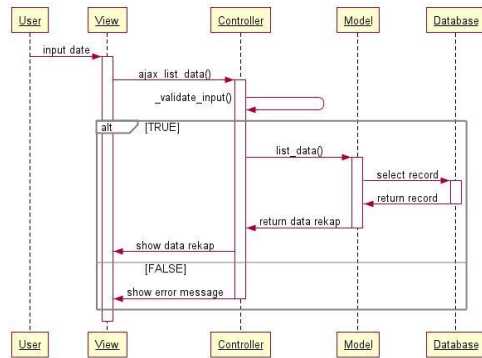 User View Controller Model Database
input date
ajax_list_data()
_validate_input()
alt [TRUE]
list_data()
select record
return record
return data rekap
show data rekap
[FALSE]
show error message
User View Controller Model Database